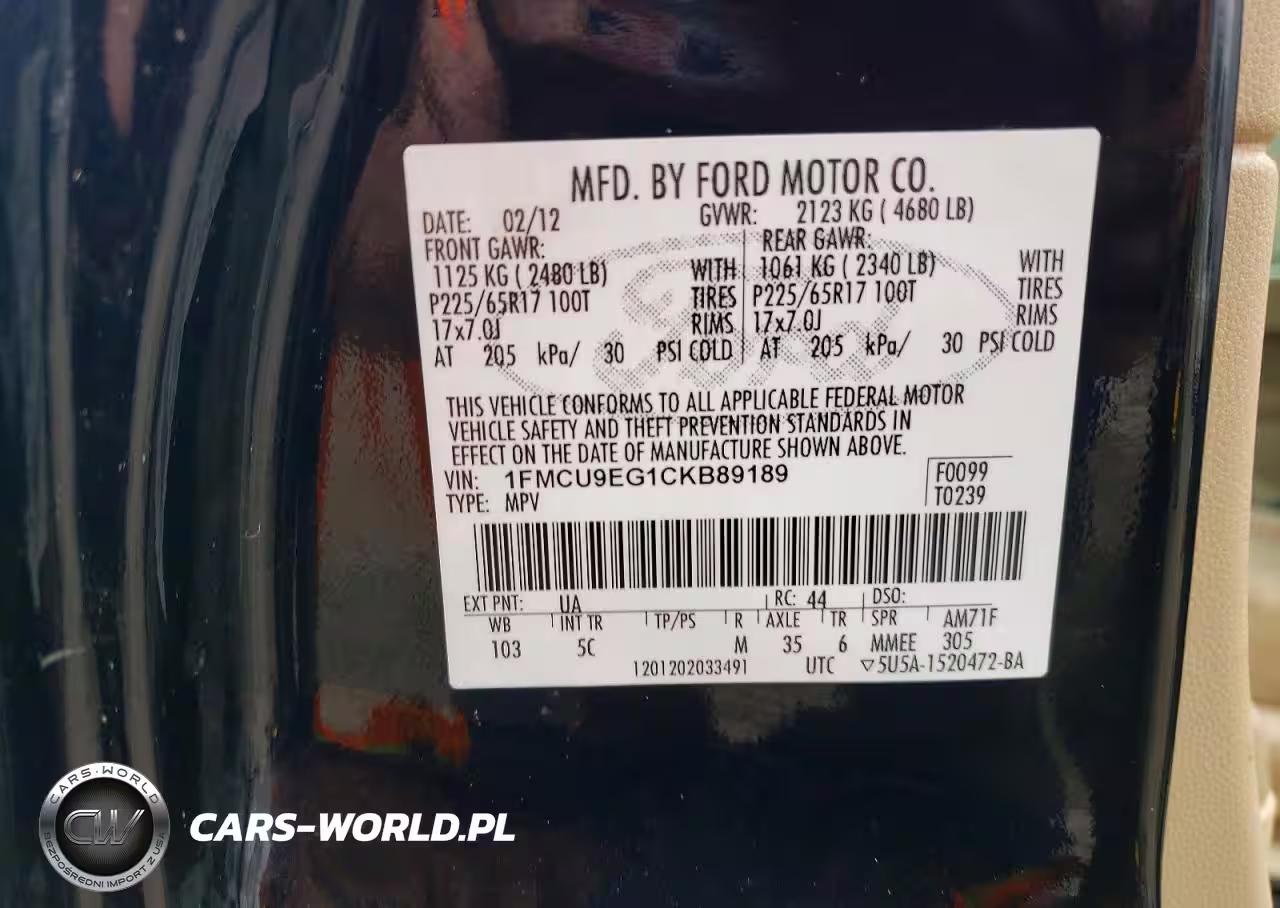 MFD. BY FORD MOTOR CO.
DATE: 02/12 GVWR: 2123 KG ( 4680 LB)
FRONT GAWR: REAR GAWR:
1125 KG ( 2480 LB) WITH 1061 KG ( 2340 LB) WITH
P225/65R17 100T TIRES P225/65R17 100T TIRES
17x7.0J RIMS 17x7.0J RIMS
AT 205 kPa/ 30 PSI COLD AT 205 kPa/ 30 PSI COLD
Ford
THIS VEHICLE CONFORMS TO ALL APPLICABLE FEDERAL MOTOR
VEHICLE SAFETY AND THEFT PREVENTION STANDARDS IN
EFFECT ON THE DATE OF MANUFACTURE SHOWN ABOVE.
VIN: 1FMCU9EG1CKB89189 F0099
TYPE: MPV T0239
EXT PNT: UA RC: 44 DSO:
WB INT TR TP/PS R AXLE TR SPR AM71F
103 5C M 35 6 MMEE 305
1201202033491 UTC ▽5U5A-1520472-BA
CARS-WORLD
CW
BEZPOŚREDNI IMPORT Z USA
CARS-WORLD.PL